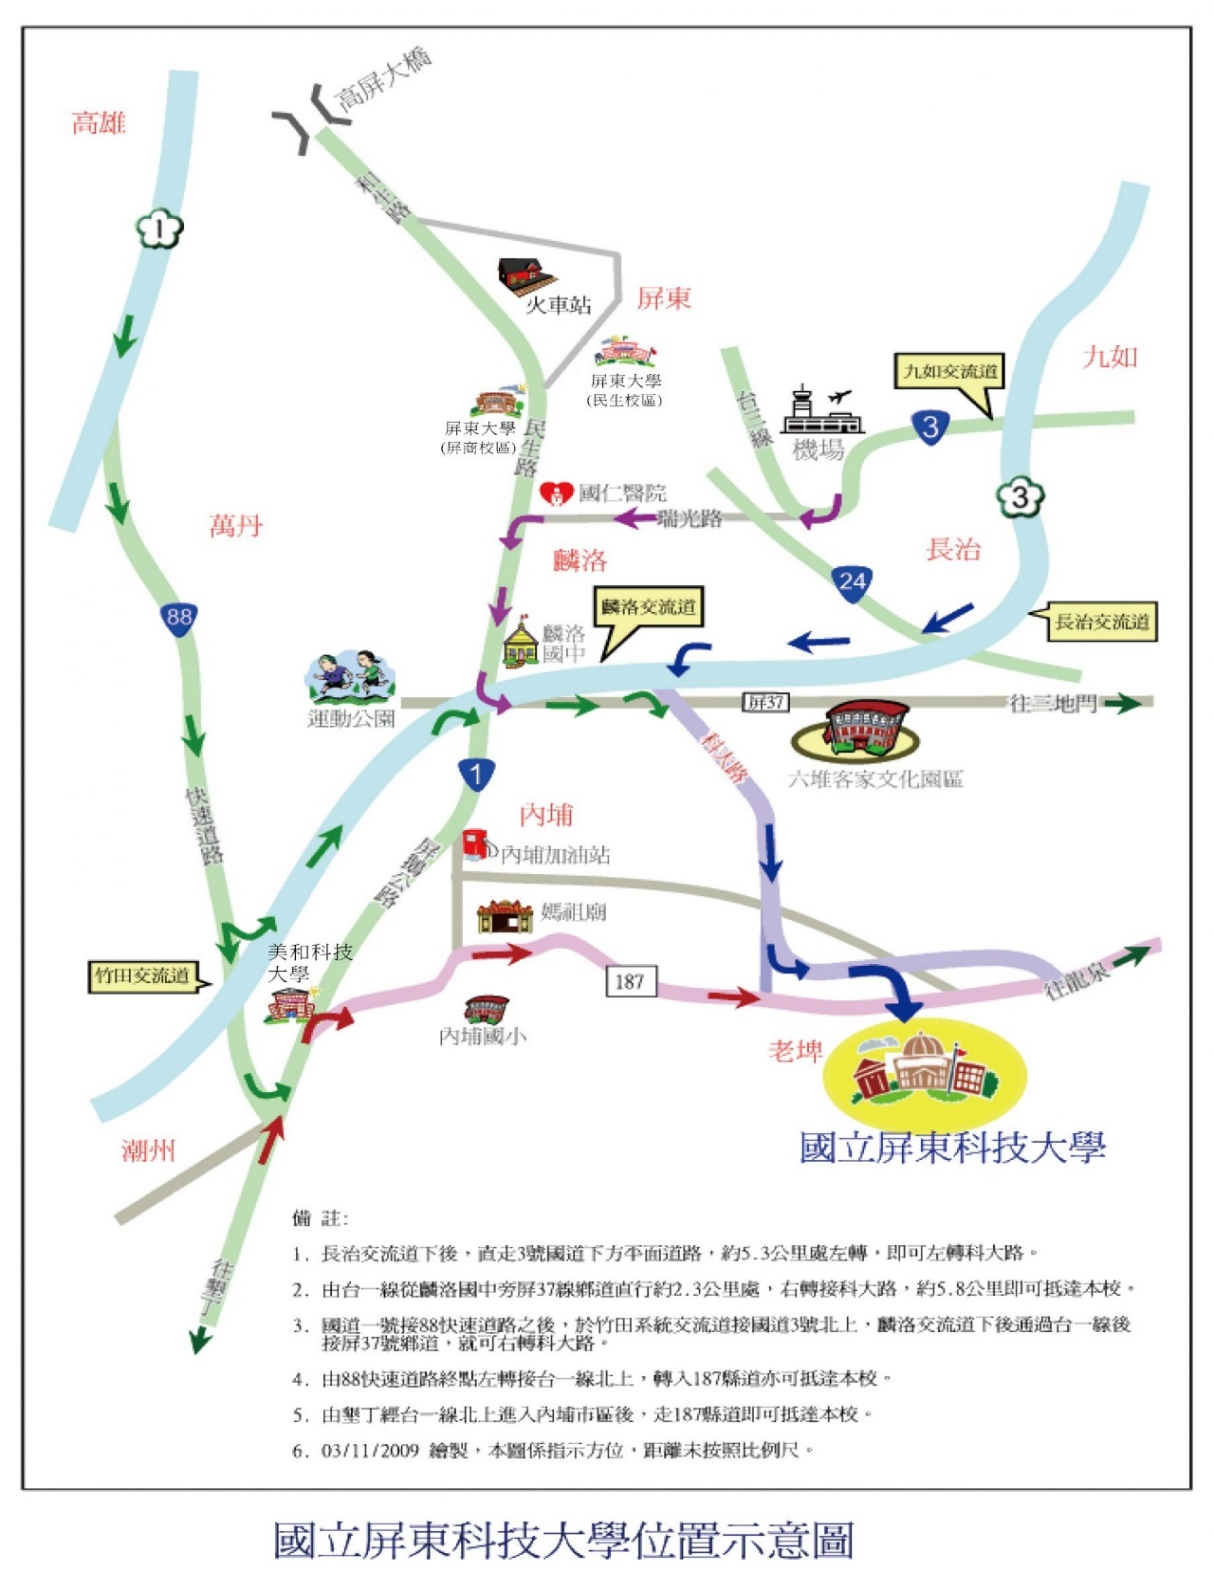 高屏大橋
高雄
1
和生路
火車站
屏東
屏東大學
(民生校區)
屏東大學
(屏商校區)
民生路
九如
九如交流道
3
台三線
機場
3
國仁醫院
瑞光路
萬丹
麟洛
長治
24
88
麟洛交流道
長治交流道
麟洛
國中
運動公園
屏37
往三地門
科大路
六堆客家文化園區
1
快速道路
內埔
屏鵝公路
內埔加油站
媽祖廟
美和科技
大學
竹田交流道
187
往龍泉
內埔國小
老埤
國立屏東科技大學
潮州
往墾丁
備 註:
1. 長治交流道下後，直走3號國道下方平面道路，約5.3公里處左轉，即可左轉科大路。
2. 由台一線從麟洛國中旁屏37線鄉道直行約2.3公里處，右轉接科大路，約5.8公里即可抵達本校。
3. 國道一號接88快速道路之後，於竹田系統交流道接國道3號北上，麟洛交流道下後通過台一線後
接屏37號鄉道，就可右轉科大路。
4. 由88快速道路終點左轉接台一線北上，轉入187縣道亦可抵達本校。
5. 由墾丁經台一線北上進入內埔市區後，走187縣道即可抵達本校。
6. 03/11/2009 繪製，本圖係指示方位，距離未按照比例尺。
國立屏東科技大學位置示意圖